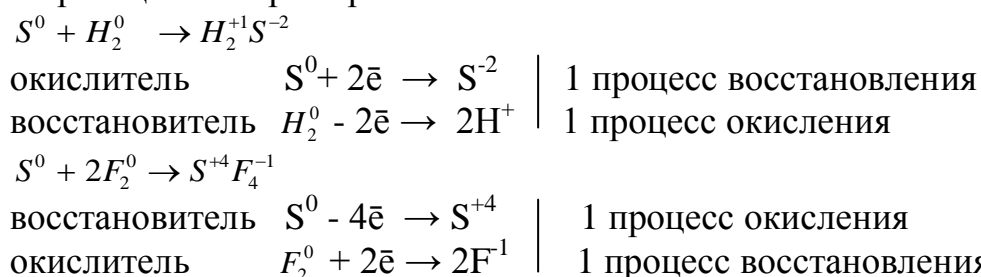 S⁰ + H₂⁰ → H₂⁺¹S⁻²
окислитель S⁰+ 2ē → S⁻² | 1 процесс восстановления
восстановитель H₂⁰ - 2ē → 2H⁺ | 1 процесс окисления
S⁰ + 2F₂⁰ → S⁺⁴F₄⁻¹
восстановитель S⁰ - 4ē → S⁺⁴ | 1 процесс окисления
окислитель F₂⁰ + 2ē → 2F⁻¹ | 1 процесс восстановления